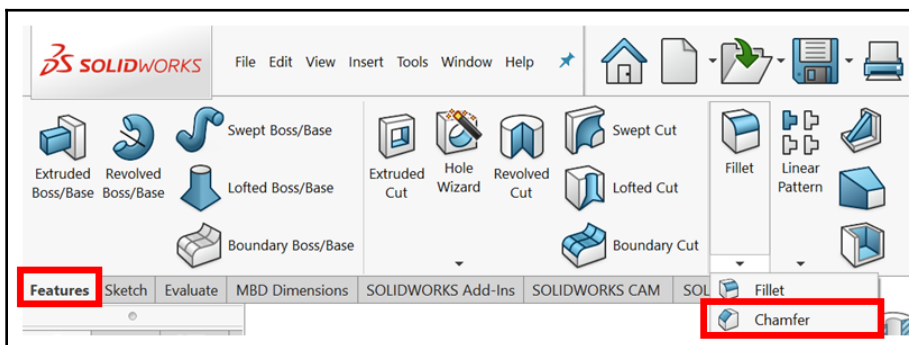 SOLIDWORKS File Edit View Insert Tools Window Help
Swept Boss/Base
Extruded Boss/Base
Revolved Boss/Base
Lofted Boss/Base
Boundary Boss/Base
Extruded Cut
Hole Wizard
Revolved Cut
Swept Cut
Lofted Cut
Boundary Cut
Fillet
Linear Pattern
Features Sketch Evaluate MBD Dimensions SOLIDWORKS Add-Ins SOLIDWORKS CAM SOL
Fillet
Chamfer